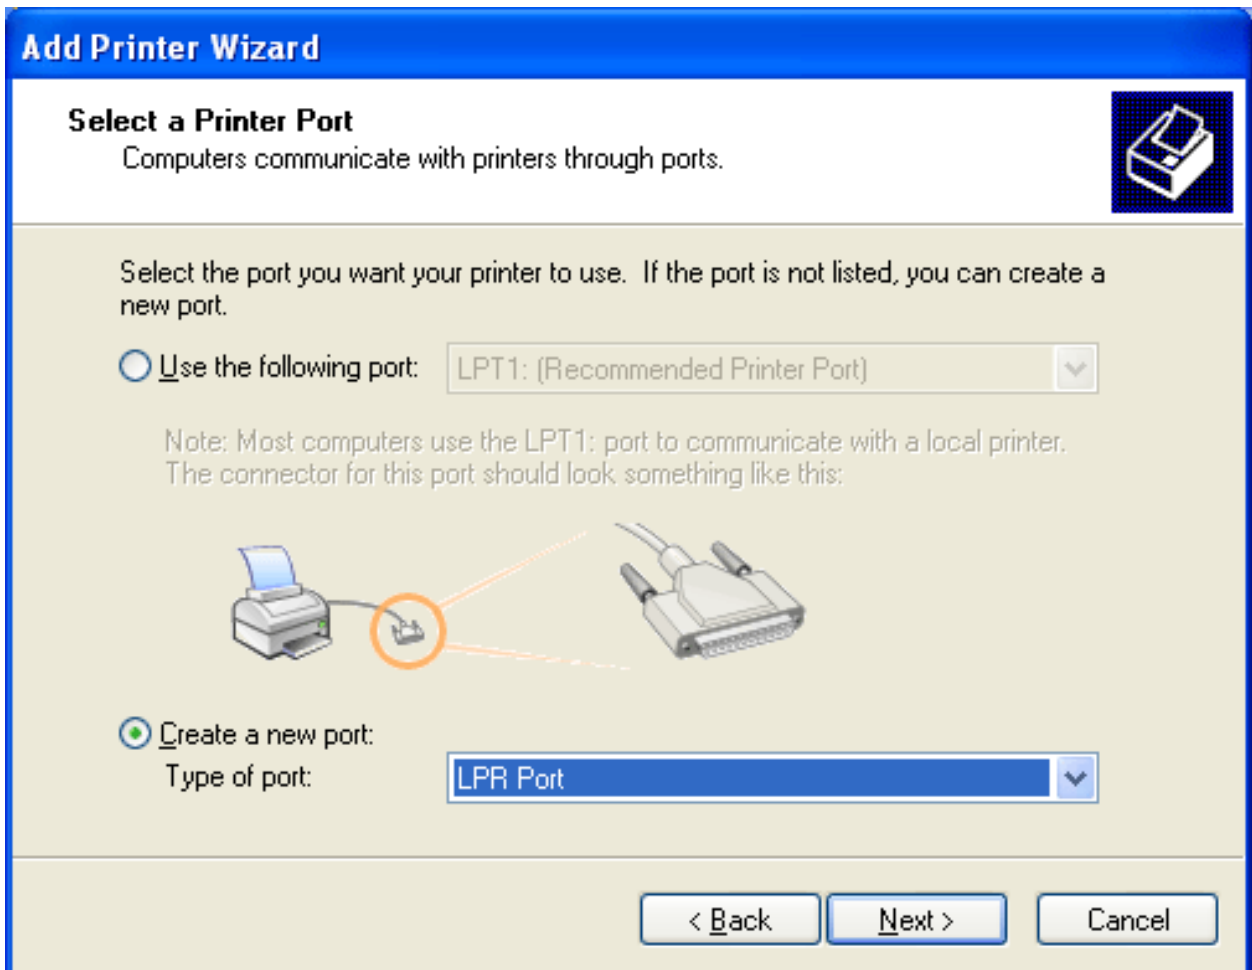 Add Printer Wizard
Select a Printer Port
Computers communicate with printers through ports.
Select the port you want your printer to use.  If the port is not listed, you can create a
new port.
Use the following port: LPT1: (Recommended Printer Port)
Note: Most computers use the LPT1: port to communicate with a local printer.
The connector for this port should look something like this:
Create a new port:
Type of port: LPR Port
< Back Next > Cancel